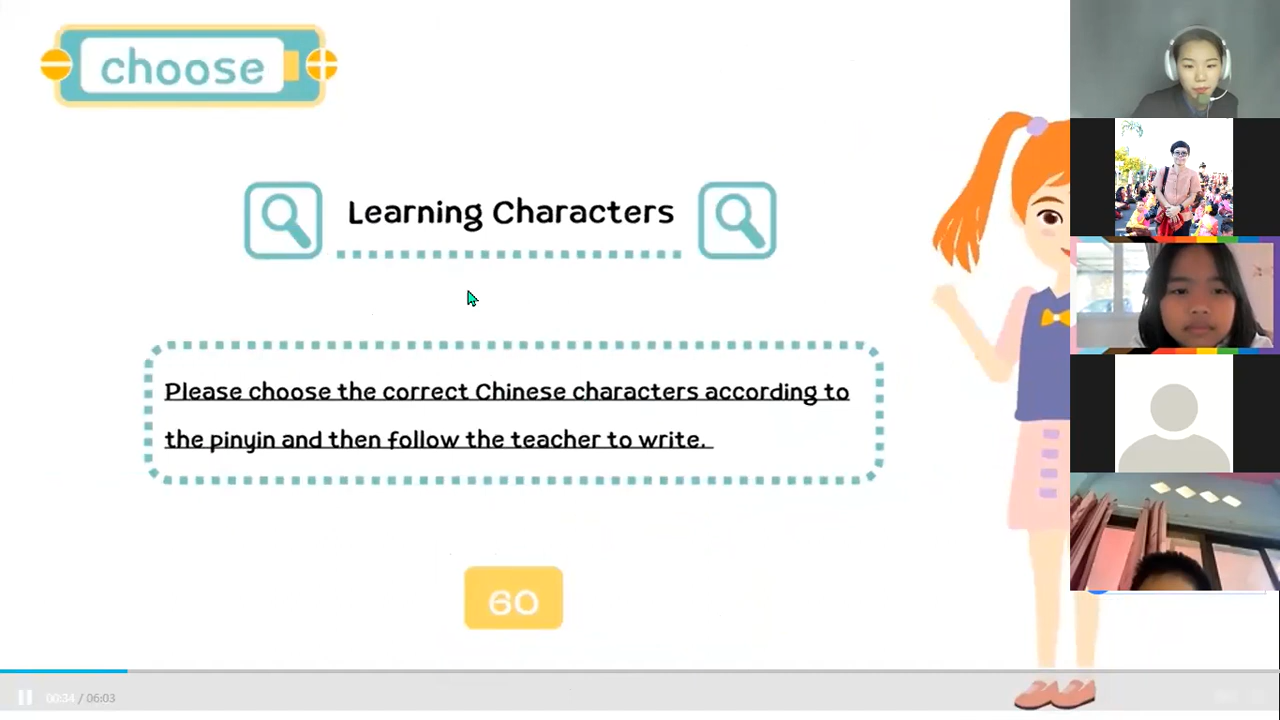 choose
Learning Characters
Please choose the correct Chinese characters according to
the pinyin and then follow the teacher to write.
60
00:34 / 06:03